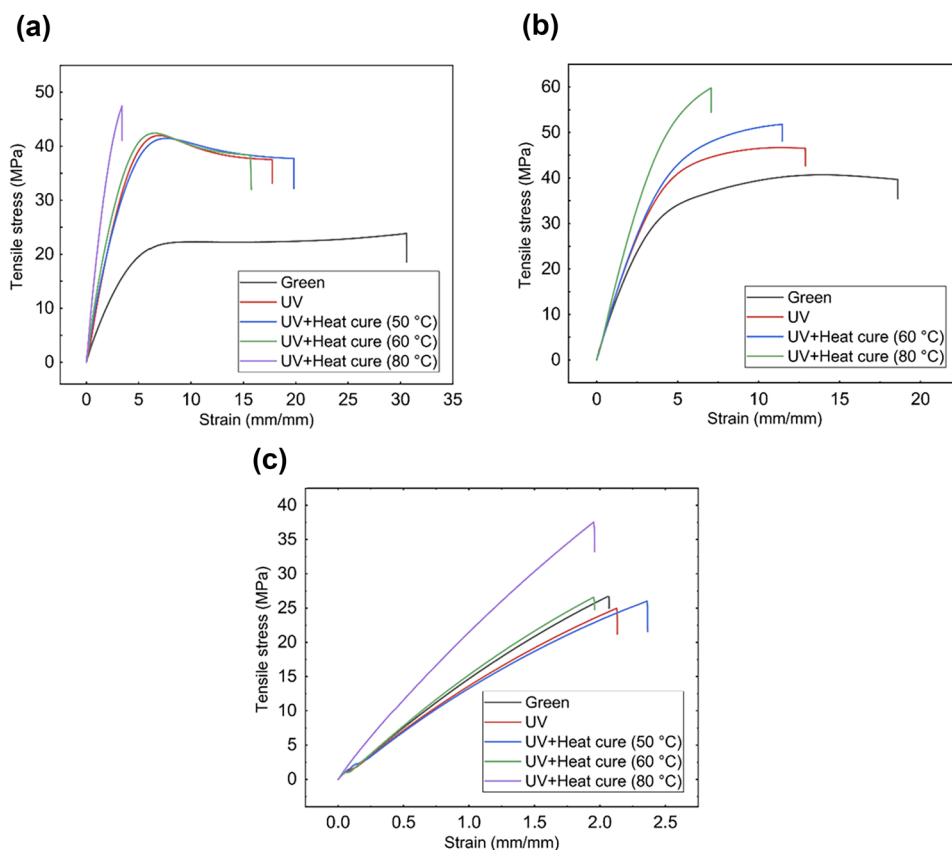 (a)
50
40
30
20
10
0
Tensile stress (MPa)
Green
UV
UV+Heat cure (50 °C)
UV+Heat cure (60 °C)
UV+Heat cure (80 °C)
0 5 10 15 20 25 30 35
Strain (mm/mm)
(b)
60
50
40
30
20
10
0
Tensile stress (MPa)
Green
UV
UV+Heat cure (60 °C)
UV+Heat cure (80 °C)
0 5 10 15 20
Strain (mm/mm)
(c)
40
35
30
25
20
15
10
5
0
Tensile stress (MPa)
Green
UV
UV+Heat cure (50 °C)
UV+Heat cure (60 °C)
UV+Heat cure (80 °C)
0.0 0.5 1.0 1.5 2.0 2.5
Strain (mm/mm)